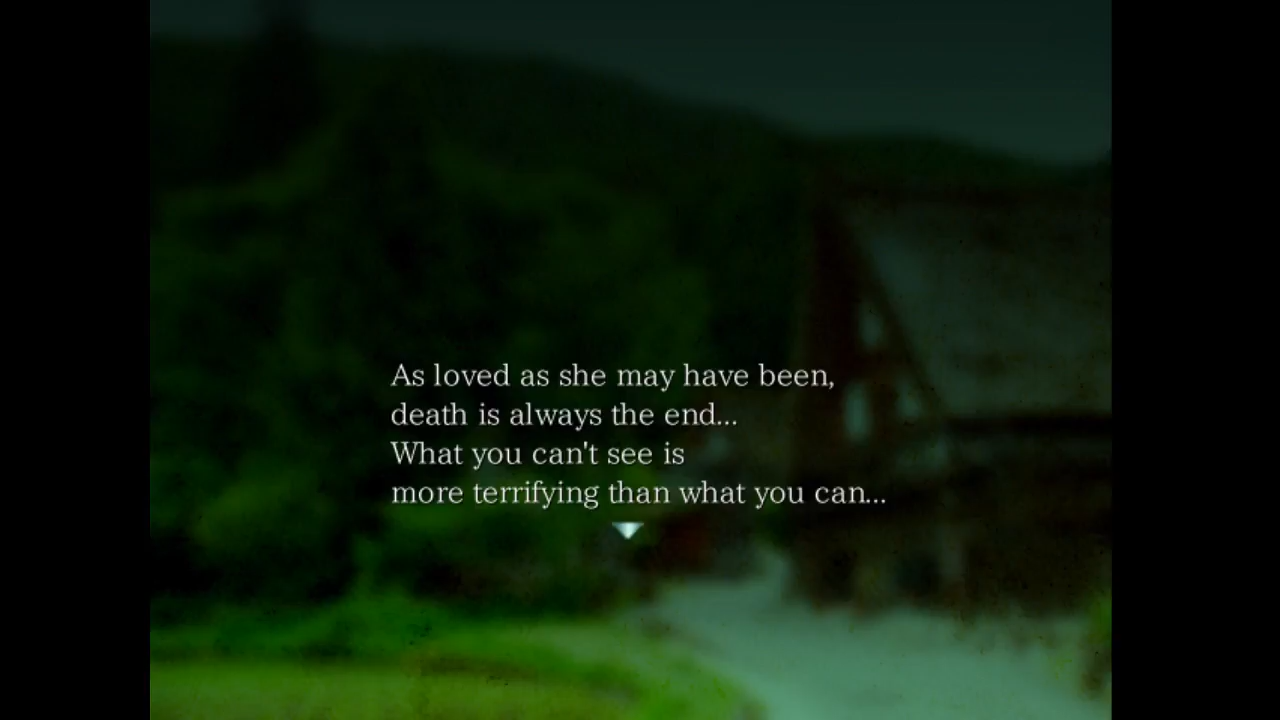 As loved as she may have been,
death is always the end...
What you can't see is
more terrifying than what you can...